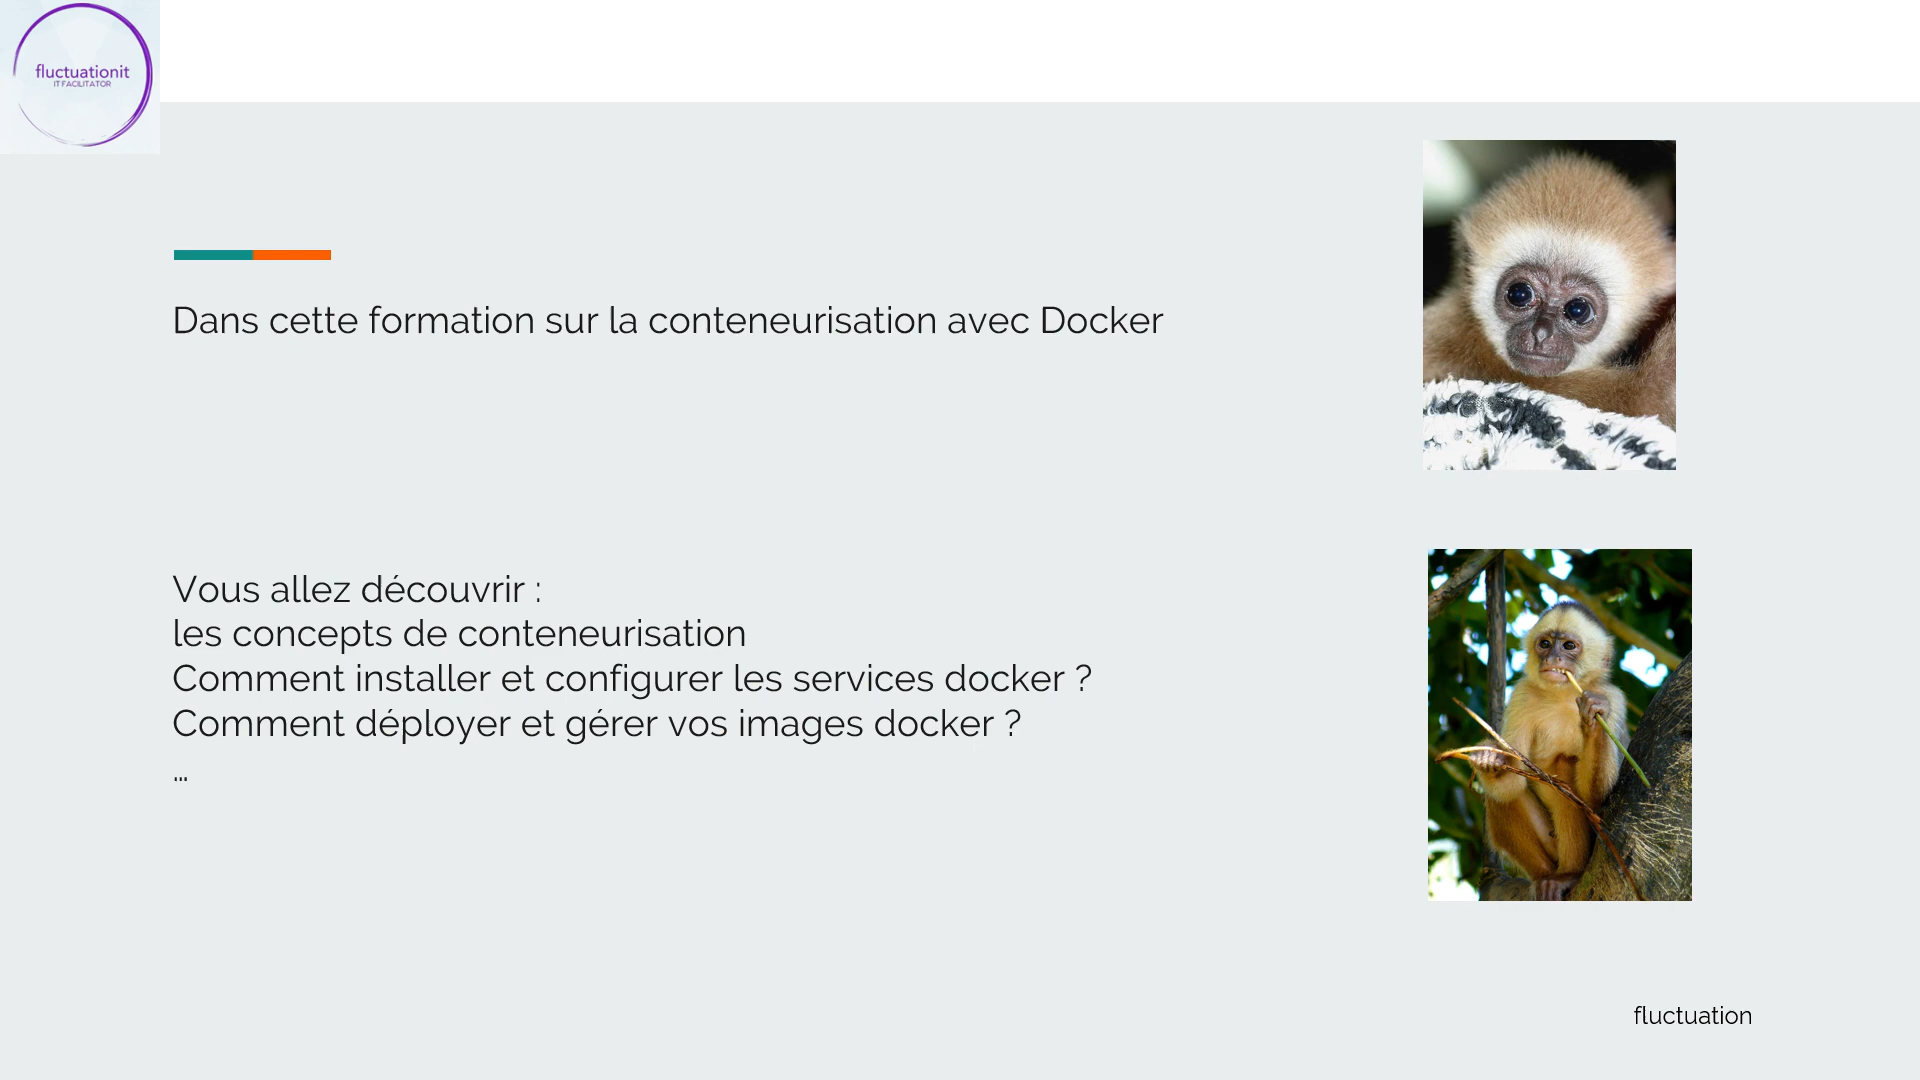 fluctuationit
IT FACILITATOR
Dans cette formation sur la conteneurisation avec Docker
Vous allez découvrir :
les concepts de conteneurisation
Comment installer et configurer les services docker ?
Comment déployer et gérer vos images docker ?
...
fluctuation